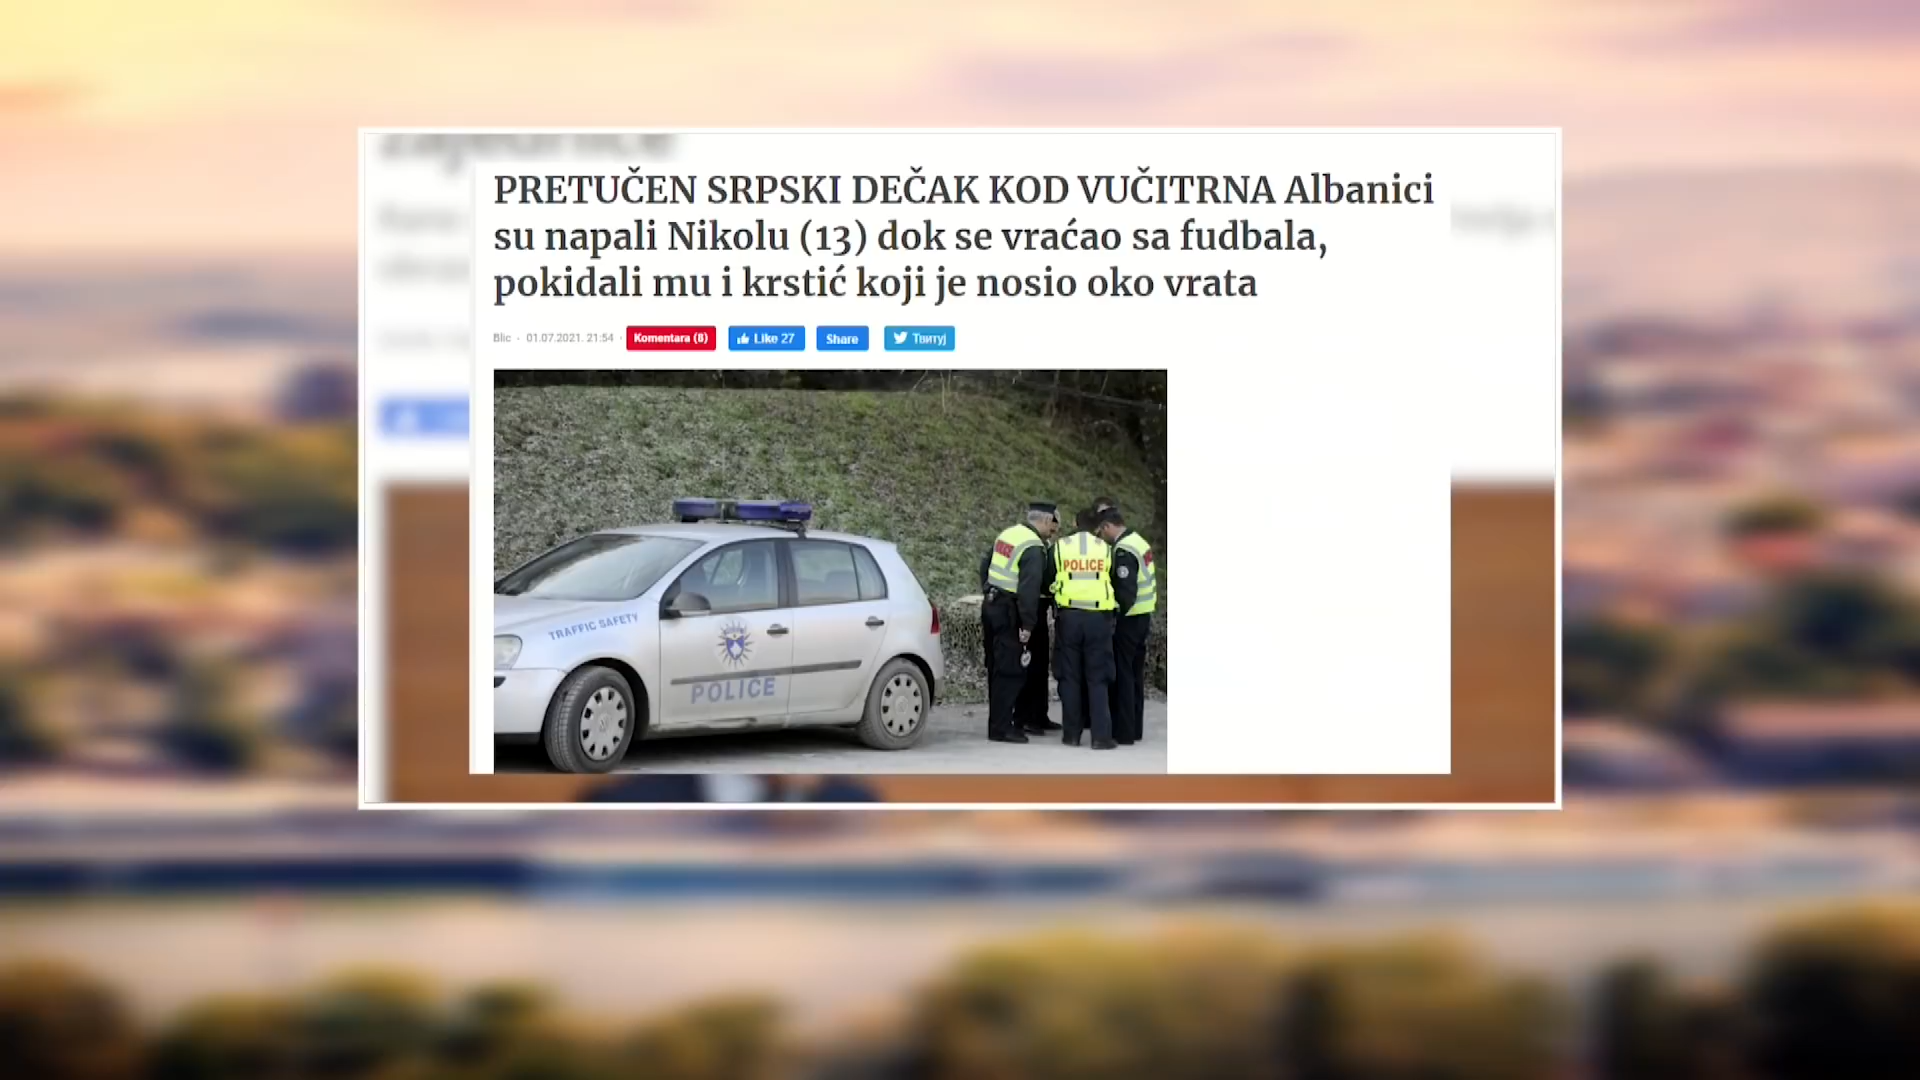 PRETUČEN SRPSKI DEČAK KOD VUČITRNA Albanici
su napali Nikolu (13) dok se vraćao sa fudbala,
pokidali mu i krstić koji je nosio oko vrata
Blic - 01.07.2021. 21:54 - Komentara (8) Like 27 Share Твитуј
TRAFFIC SAFETY
POLICE
POLICE